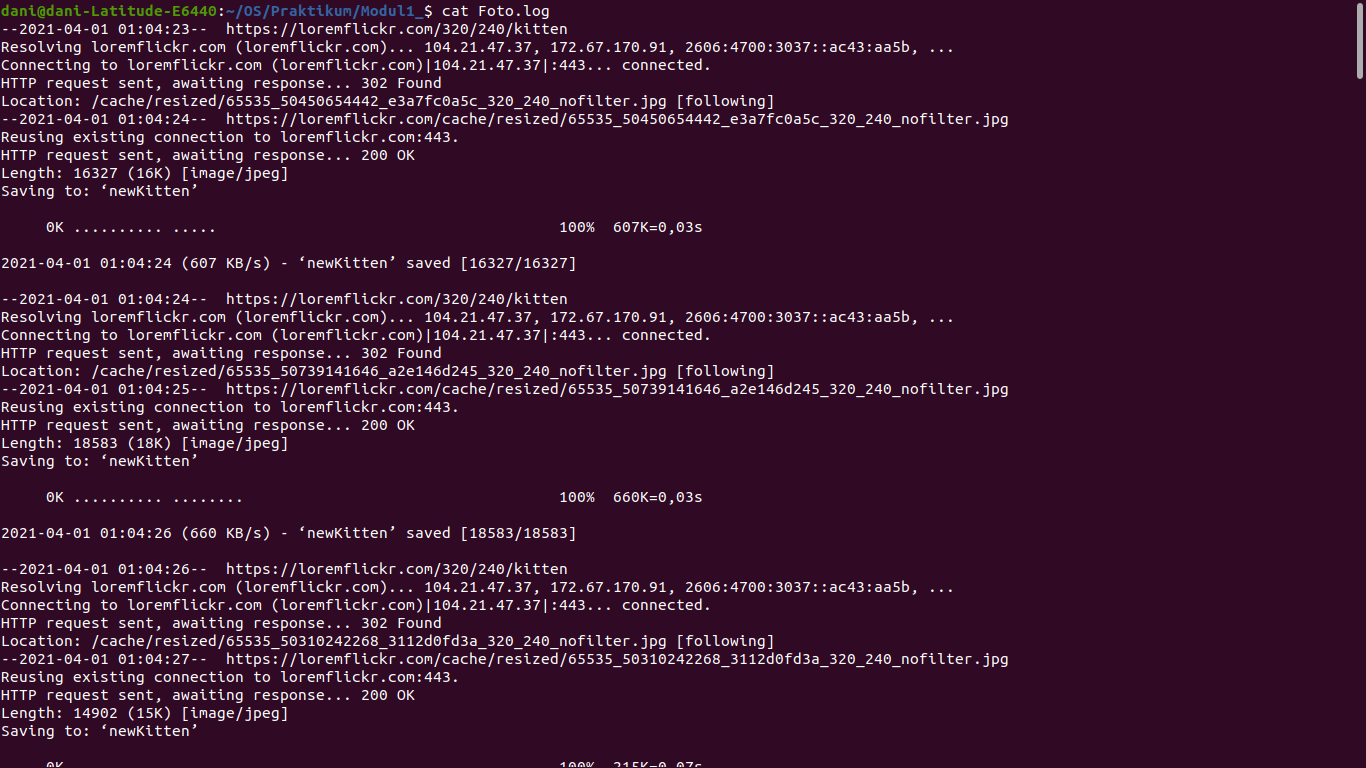 dani@dani-Latitude-E6440:~/OS/Praktikum/Modul1_$ cat Foto.log
--2021-04-01 01:04:23--  https://loremflickr.com/320/240/kitten
Resolving loremflickr.com (loremflickr.com)... 104.21.47.37, 172.67.170.91, 2606:4700:3037::ac43:aa5b, ...
Connecting to loremflickr.com (loremflickr.com)|104.21.47.37|:443... connected.
HTTP request sent, awaiting response... 302 Found
Location: /cache/resized/65535_50450654442_e3a7fc0a5c_320_240_nofilter.jpg [following]
--2021-04-01 01:04:24--  https://loremflickr.com/cache/resized/65535_50450654442_e3a7fc0a5c_320_240_nofilter.jpg
Reusing existing connection to loremflickr.com:443.
HTTP request sent, awaiting response... 200 OK
Length: 16327 (16K) [image/jpeg]
Saving to: ‘newKitten’

     0K .......... .....                                      100%  607K=0,03s

2021-04-01 01:04:24 (607 KB/s) - ‘newKitten’ saved [16327/16327]

--2021-04-01 01:04:24--  https://loremflickr.com/320/240/kitten
Resolving loremflickr.com (loremflickr.com)... 104.21.47.37, 172.67.170.91, 2606:4700:3037::ac43:aa5b, ...
Connecting to loremflickr.com (loremflickr.com)|104.21.47.37|:443... connected.
HTTP request sent, awaiting response... 302 Found
Location: /cache/resized/65535_50739141646_a2e146d245_320_240_nofilter.jpg [following]
--2021-04-01 01:04:25--  https://loremflickr.com/cache/resized/65535_50739141646_a2e146d245_320_240_nofilter.jpg
Reusing existing connection to loremflickr.com:443.
HTTP request sent, awaiting response... 200 OK
Length: 18583 (18K) [image/jpeg]
Saving to: ‘newKitten’

     0K .......... ........                                   100%  660K=0,03s

2021-04-01 01:04:26 (660 KB/s) - ‘newKitten’ saved [18583/18583]

--2021-04-01 01:04:26--  https://loremflickr.com/320/240/kitten
Resolving loremflickr.com (loremflickr.com)... 104.21.47.37, 172.67.170.91, 2606:4700:3037::ac43:aa5b, ...
Connecting to loremflickr.com (loremflickr.com)|104.21.47.37|:443... connected.
HTTP request sent, awaiting response... 302 Found
Location: /cache/resized/65535_50310242268_3112d0fd3a_320_240_nofilter.jpg [following]
--2021-04-01 01:04:27--  https://loremflickr.com/cache/resized/65535_50310242268_3112d0fd3a_320_240_nofilter.jpg
Reusing existing connection to loremflickr.com:443.
HTTP request sent, awaiting response... 200 OK
Length: 14902 (15K) [image/jpeg]
Saving to: ‘newKitten’

     0K                                                       100%